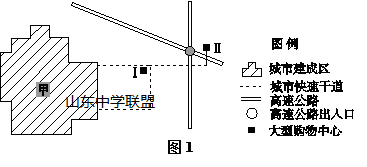 图例
II
城市建成区
I
城市快速干道
甲
高速公路
山东中学联盟
高速公路出入口
大型购物中心
图1